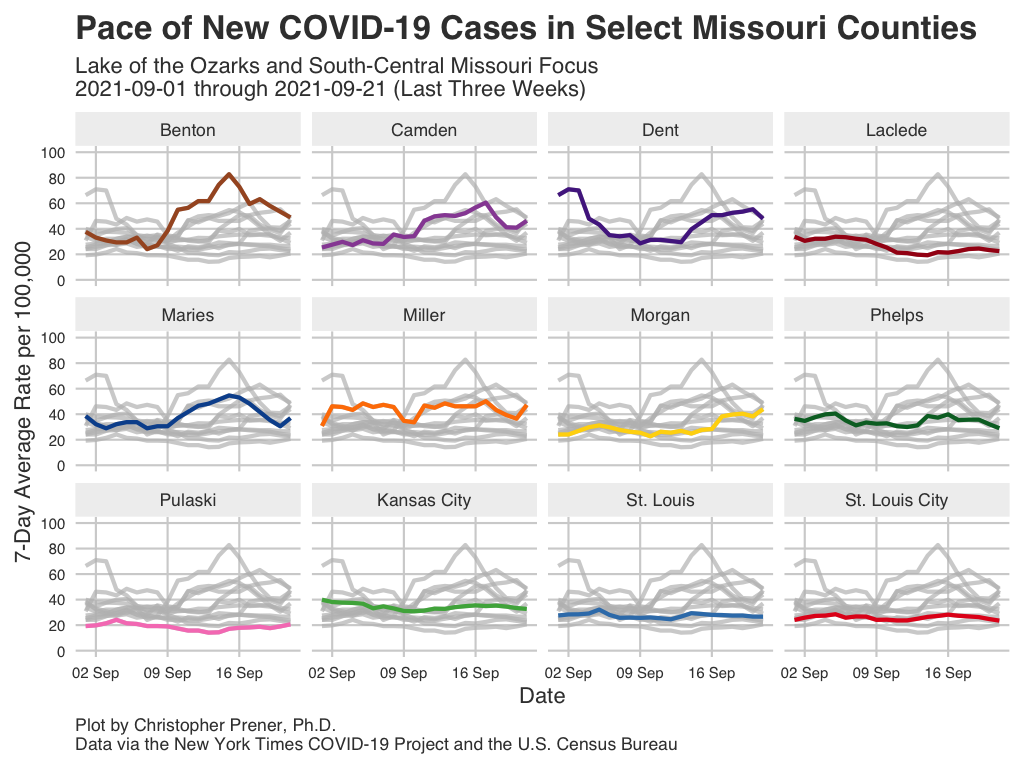 Pace of New COVID-19 Cases in Select Missouri Counties
Lake of the Ozarks and South-Central Missouri Focus
2021-09-01 through 2021-09-21 (Last Three Weeks)
Benton
Camden
Dent
Laclede
100
80
60
40
20
0
Maries
Miller
Morgan
Phelps
100
80
60
40
20
0
Pulaski
Kansas City
St. Louis
St. Louis City
100
80
60
40
20
0
7-Day Average Rate per 100,000
02 Sep 09 Sep 16 Sep
02 Sep 09 Sep 16 Sep
02 Sep 09 Sep 16 Sep
02 Sep 09 Sep 16 Sep
Date
Plot by Christopher Prener, Ph.D.
Data via the New York Times COVID-19 Project and the U.S. Census Bureau